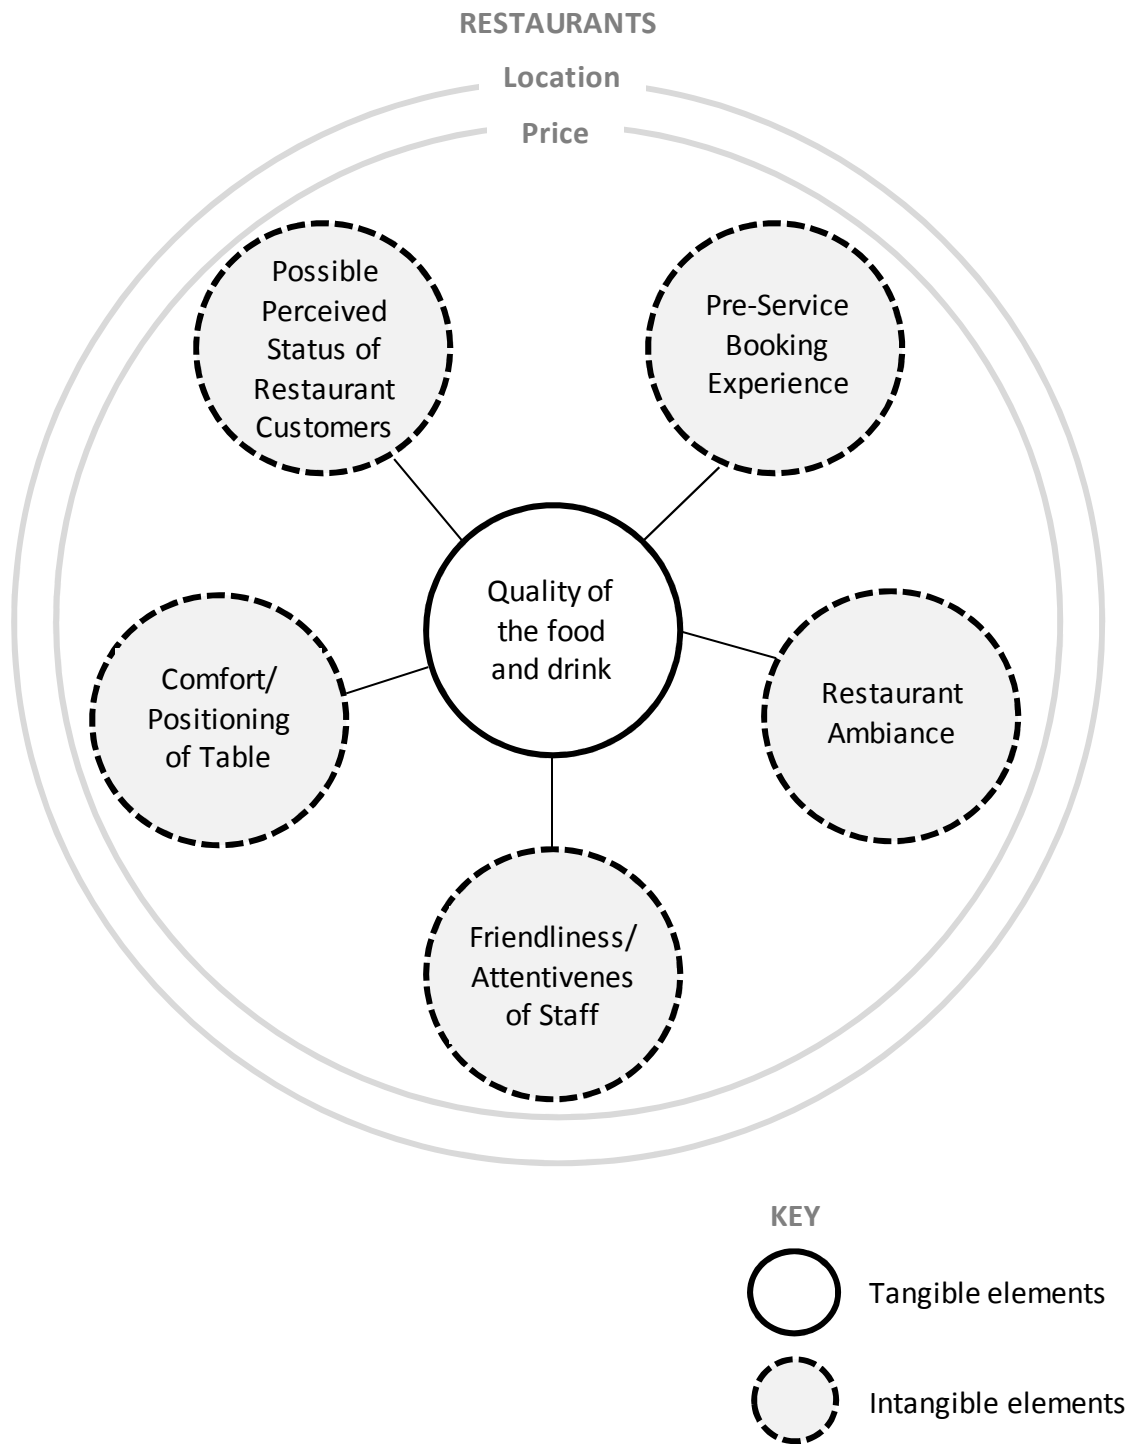 RESTAURANTS
Location
Price
Possible
Perceived
Status of
Restaurant
Customers
Pre-Service
Booking
Experience
Quality of
the food
and drink
Comfort/
Positioning
of Table
Restaurant
Ambiance
Friendliness/
Attentivenes
of Staff
KEY
Tangible elements
Intangible elements